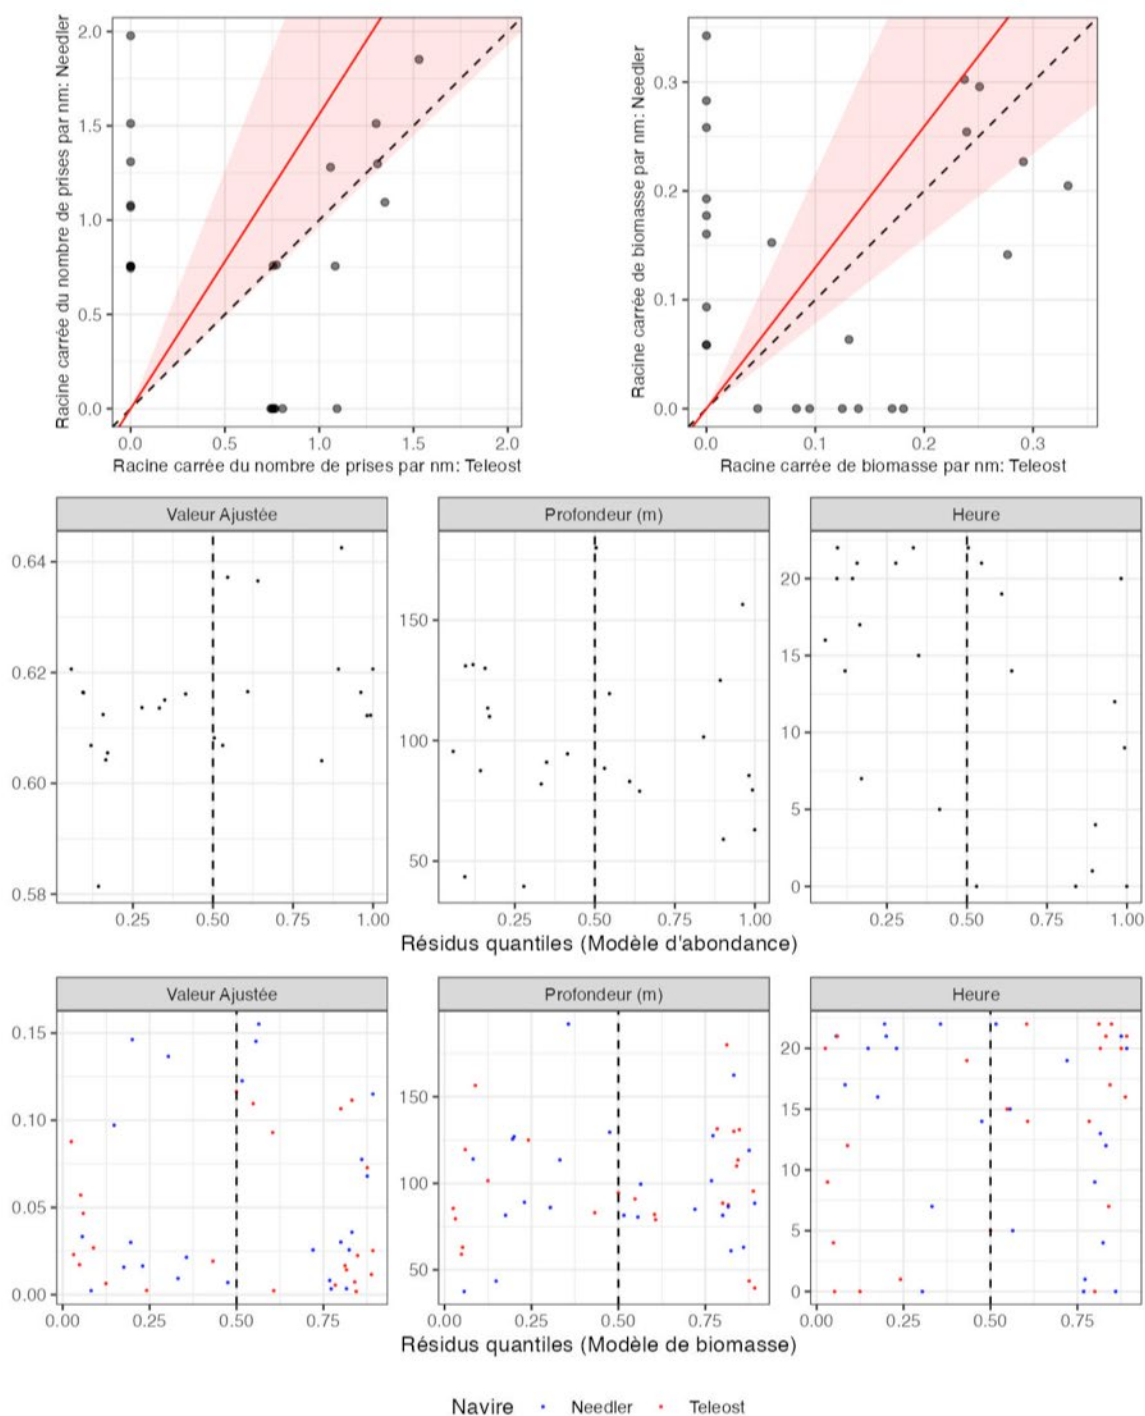 Racine carrée du nombre de prises par nm: Needler
2.0
1.5
1.0
0.5
0.0
0.0 0.5 1.0 1.5 2.0
Racine carrée du nombre de prises par nm: Teleost
Racine carrée de biomasse par nm: Needler
0.3
0.2
0.1
0.0
0.0 0.1 0.2 0.3
Racine carrée de biomasse par nm: Teleost
Valeur Ajustée
0.64
0.62
0.60
0.58
0.25 0.50 0.75 1.00
Profondeur (m)
150
100
50
0.25 0.50 0.75 1.00
Heure
20
15
10
5
0
0.25 0.50 0.75 1.00
Résidus quantiles (Modèle d'abondance)
Valeur Ajustée
0.15
0.10
0.05
0.00
0.00 0.25 0.50 0.75
Profondeur (m)
150
100
50
0.00 0.25 0.50 0.75
Heure
20
15
10
5
0
0.00 0.25 0.50 0.75
Résidus quantiles (Modèle de biomasse)
Navire Needler Teleost